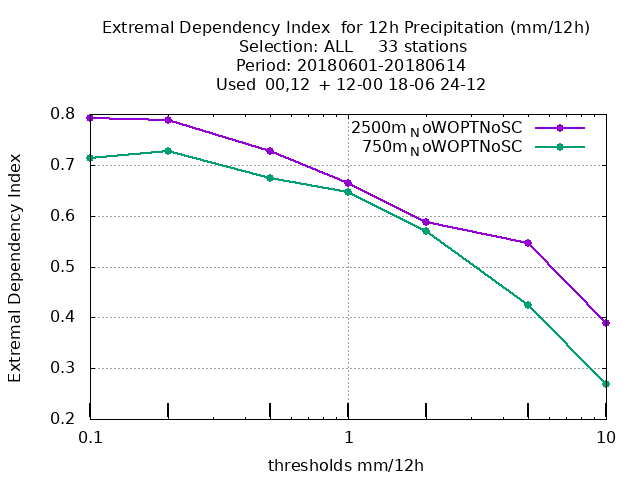 Extremal Dependency Index  for 12h Precipitation (mm/12h)
Selection: ALL     33 stations
Period: 20180601-20180614
Used  00,12  + 12-00 18-06 24-12
2500m_NoWOPTNoSC
750m_NoWOPTNoSC
Extremal Dependency Index
0.8
0.7
0.6
0.5
0.4
0.3
0.2
0.1 1 10
thresholds mm/12h